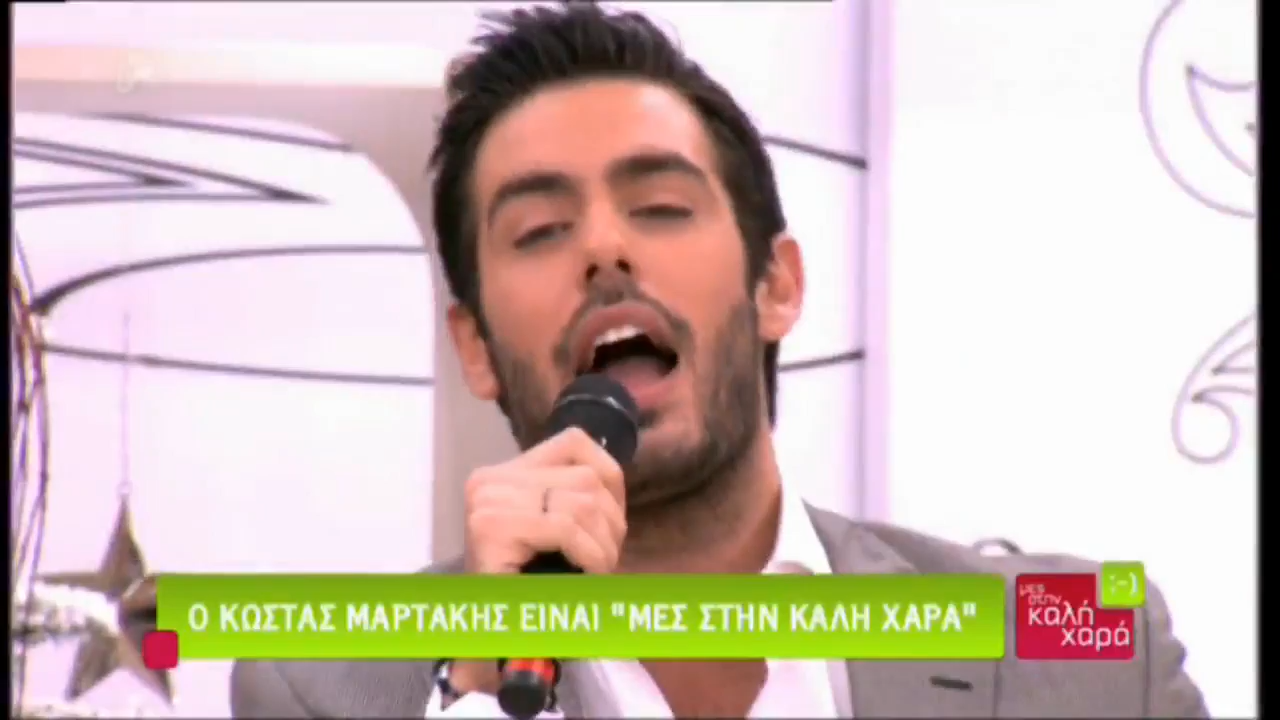 Ο ΚΩΣΤΑΣ ΜΑΡΤΑΚΗΣ ΕΙΝΑΙ "ΜΕΣ ΣΤΗΝ ΚΑΛΗ ΧΑΡΑ"
:-)
μες
στην
καλή
χαρά